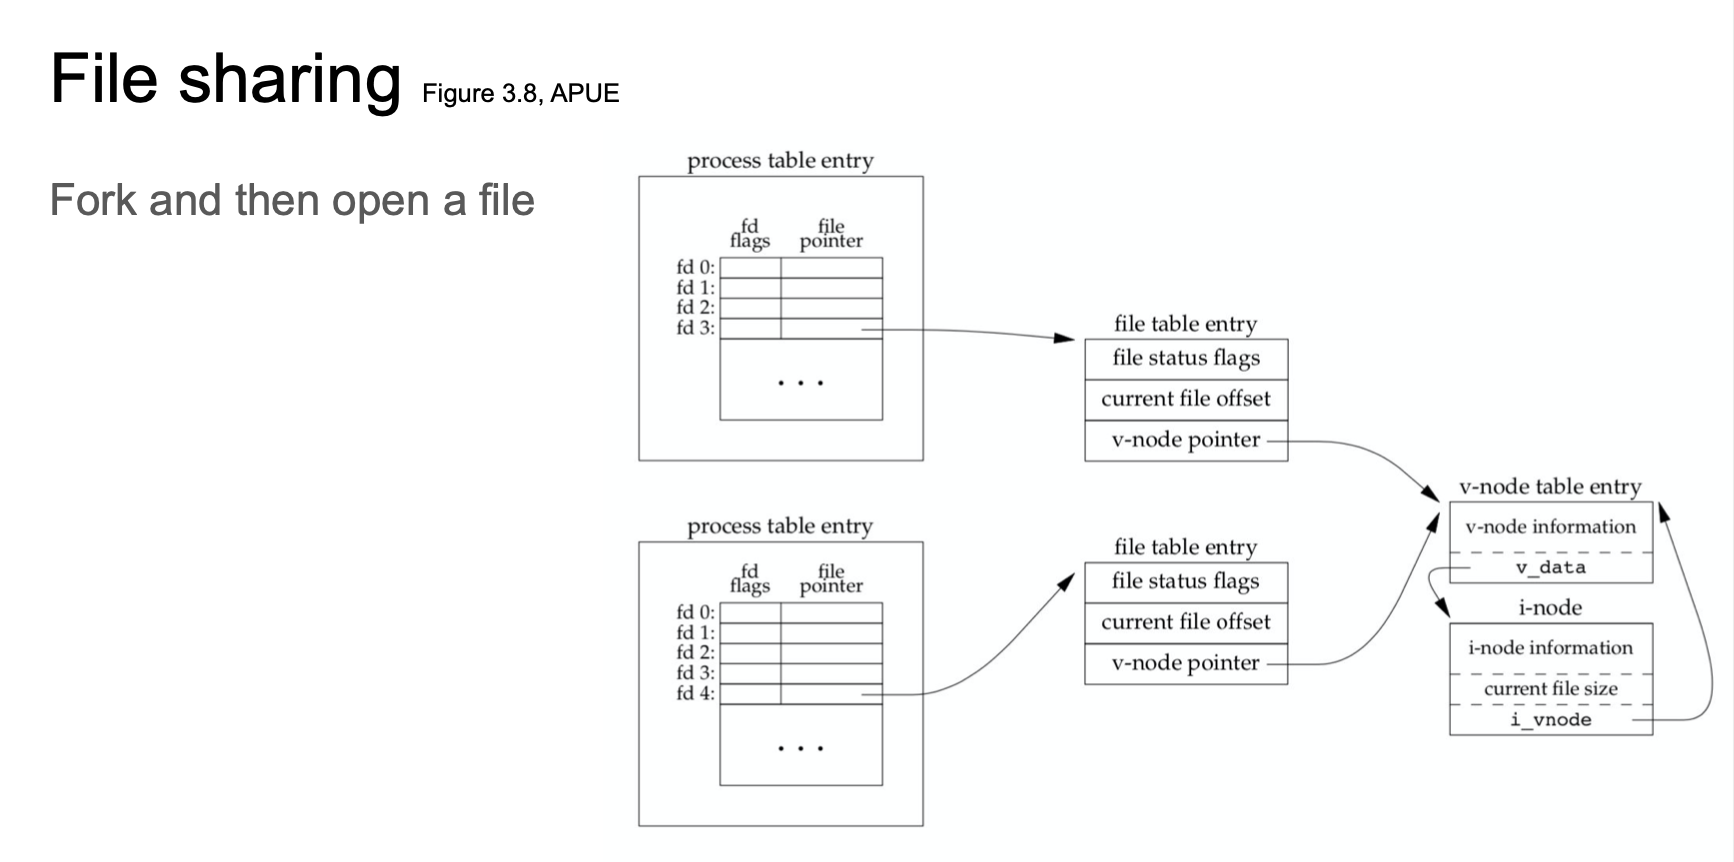 File sharing Figure 3.8, APUE
Fork and then open a file
process table entry
fd flags
file pointer
fd 0:
fd 1:
fd 2:
fd 3:
. . .
file table entry
file status flags
current file offset
v-node pointer
process table entry
fd flags
file pointer
fd 0:
fd 1:
fd 2:
fd 3:
fd 4:
. . .
file table entry
file status flags
current file offset
v-node pointer
v-node table entry
v-node information
v_data
i-node
i-node information
current file size
i_vnode